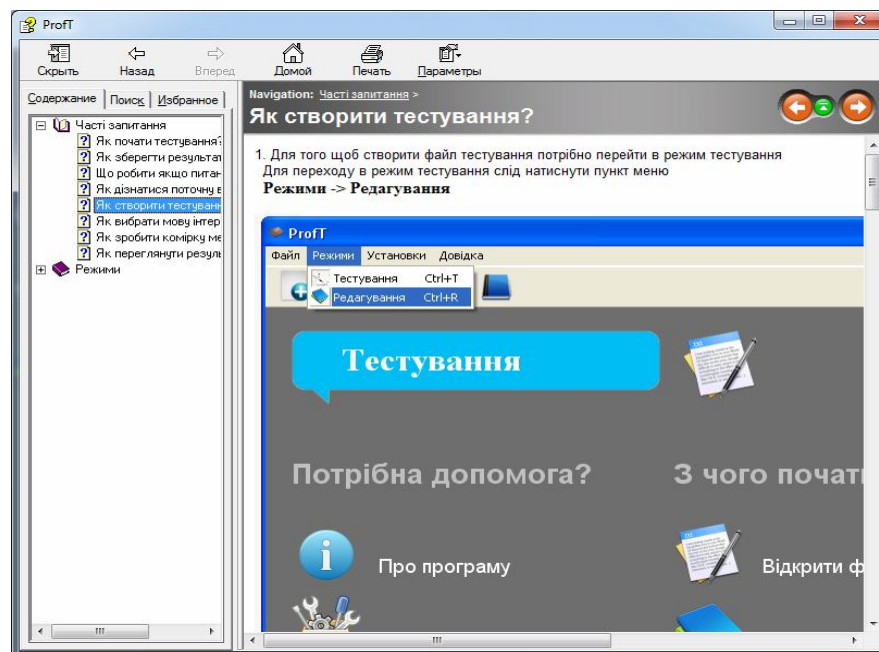 ProfT
Скрыть Назад Вперед Домой Печать Параметры
Содержание Поиск Избранное
Часті запитання
Як почати тестування?
Як зберегти результат
Що робити якщо питан
Як дізнатися поточну в
Як створити тестуванн
Як вибрати мову інтер
Як зробити комірку ме
Як переглянути резуль
Режими
Navigation: Часті запитання >
Як створити тестування?
1. Для того щоб створити файл тестування потрібно перейти в режим тестування
Для переходу в режим тестування слід натиснути пункт меню
Режими -> Редагування
ProfT
Файл Режими Установки Довідка
Тестування Ctrl+T
Редагування Ctrl+R
Тестування
Потрібна допомога? З чого почати
Про програму Відкрити ф